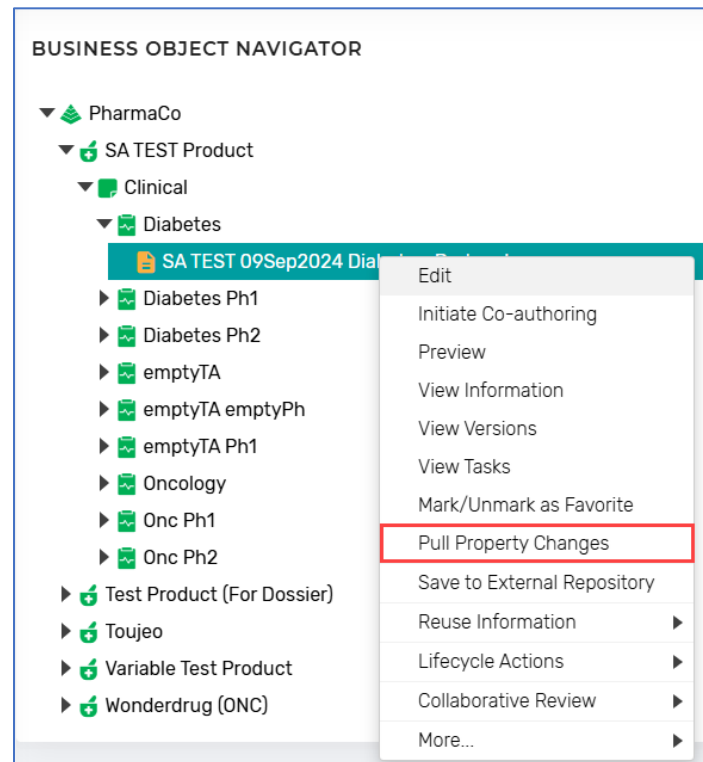 BUSINESS OBJECT NAVIGATOR
PharmaCo
SA TEST Product
Clinical
Diabetes
SA TEST 09Sep2024
Diabetes Ph1
Diabetes Ph2
emptyTA
emptyTA emptyPh
emptyTA Ph1
Oncology
Onc Ph1
Onc Ph2
Test Product (For Dossier)
Toujeo
Variable Test Product
Wonderdrug (ONC)
Edit
Initiate Co-authoring
Preview
View Information
View Versions
View Tasks
Mark/Unmark as Favorite
Pull Property Changes
Save to External Repository
Reuse Information
Lifecycle Actions
Collaborative Review
More...